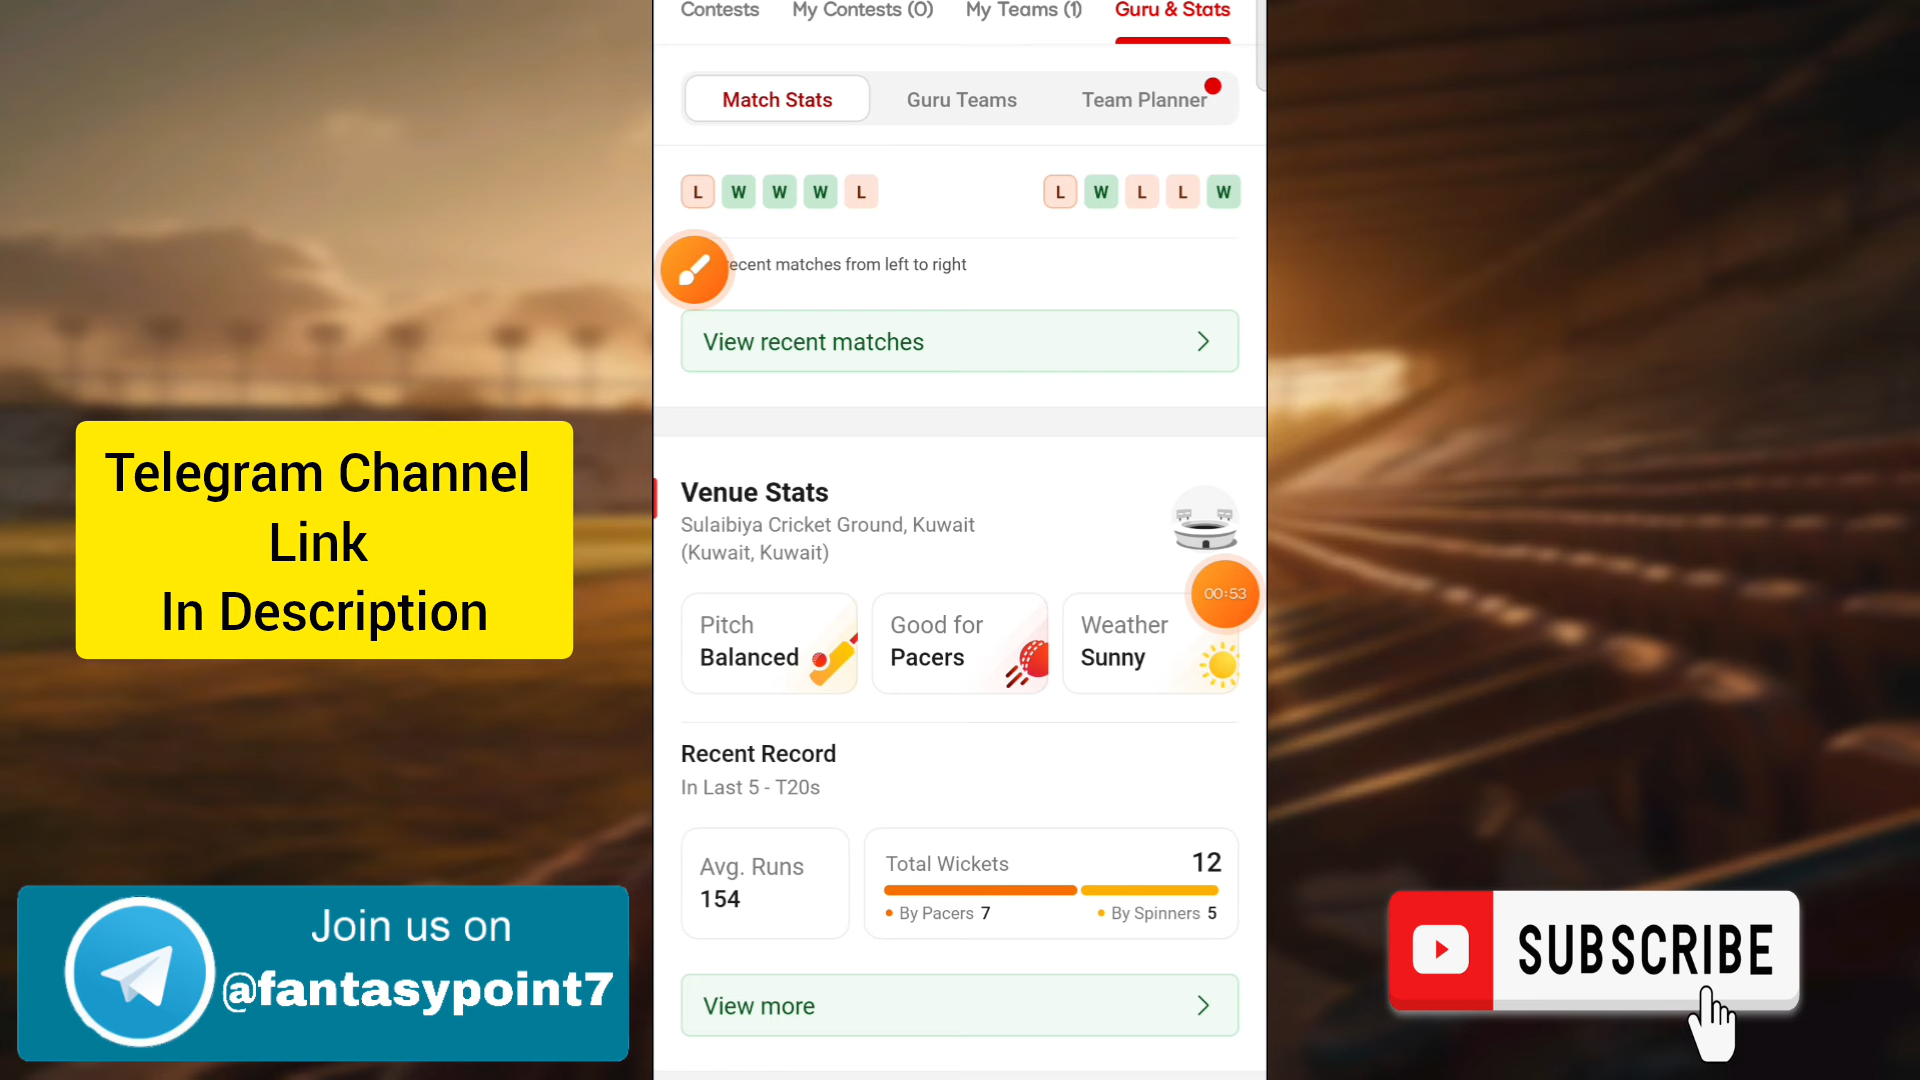 Contests My Contests (0) My Teams (1) Guru & Stats
Match Stats Guru Teams Team Planner
L W W W L L W L L W
recent matches from left to right
View recent matches
Venue Stats
Sulaibiya Cricket Ground, Kuwait
(Kuwait, Kuwait)
00:53
Pitch Good for Weather
Balanced Pacers Sunny
Recent Record
In Last 5 - T20s
Avg. Runs Total Wickets 12
154 By Pacers 7 By Spinners 5
View more
Telegram Channel
Link
In Description
Join us on
@fantasypoint7
SUBSCRIBE